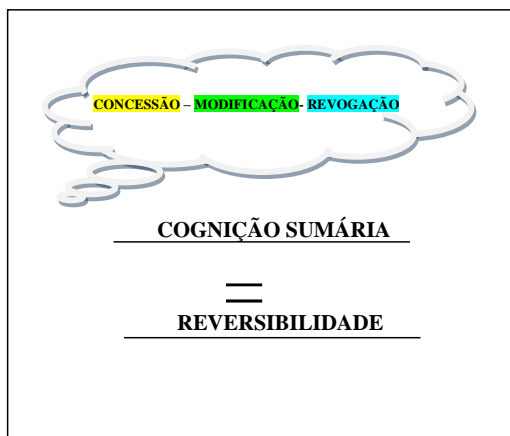 CONCESSÃO – MODIFICAÇÃO- REVOGAÇÃO
COGNIÇÃO SUMÁRIA
=
REVERSIBILIDADE